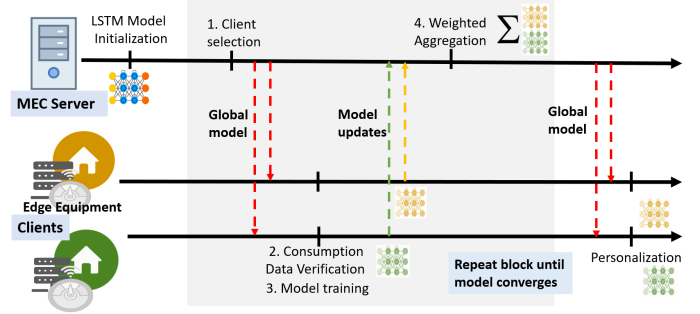 LSTM Model
Initialization
1. Client
selection
4. Weighted
Aggregation
∑
MEC Server
Global
model
Model
updates
Global
model
Edge Equipment
Clients
2. Consumption
Data Verification
3. Model training
Repeat block until
model converges
Personalization